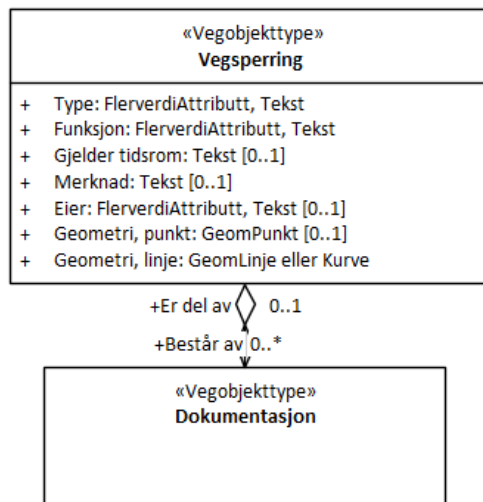 «Vegobjekttype»
Vegsperring
+ Type: FlerverdiAttributt, Tekst
+ Funksjon: FlerverdiAttributt, Tekst
+ Gjelder tidsrom: Tekst [0..1]
+ Merknad: Tekst [0..1]
+ Eier: FlerverdiAttributt, Tekst [0..1]
+ Geometri, punkt: GeomPunkt [0..1]
+ Geometri, linje: GeomLinje eller Kurve
+Er del av 0..1
+Består av 0..*
«Vegobjekttype»
Dokumentasjon